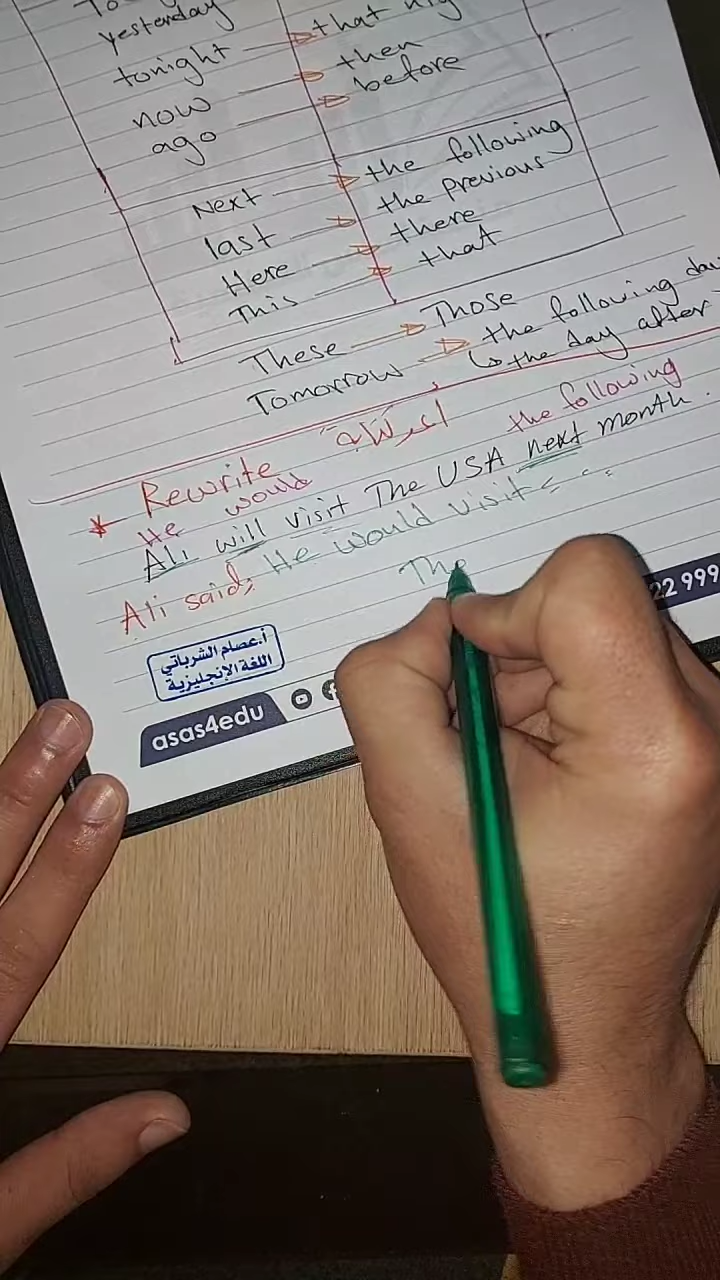 yesterday
tonight → that
now → then
ago → before
Next → the following
last → the previous
Here → there
This → that
These → Those
Tomorrow → the following
↳ the day after
* Rewrite
He would the following
Ali will visit The USA next month.
Ali said; He would visit
The
أ.عصام الشرباتي
اللغة الإنجليزية
asas4edu
22 999